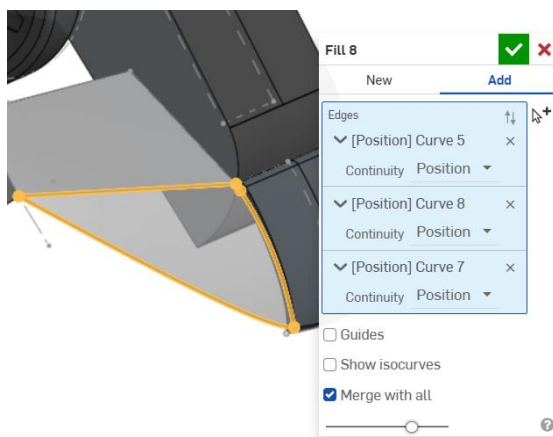 Fill 8
New Add
Edges
[Position] Curve 5
Continuity Position
[Position] Curve 8
Continuity Position
[Position] Curve 7
Continuity Position
Guides
Show isocurves
Merge with all